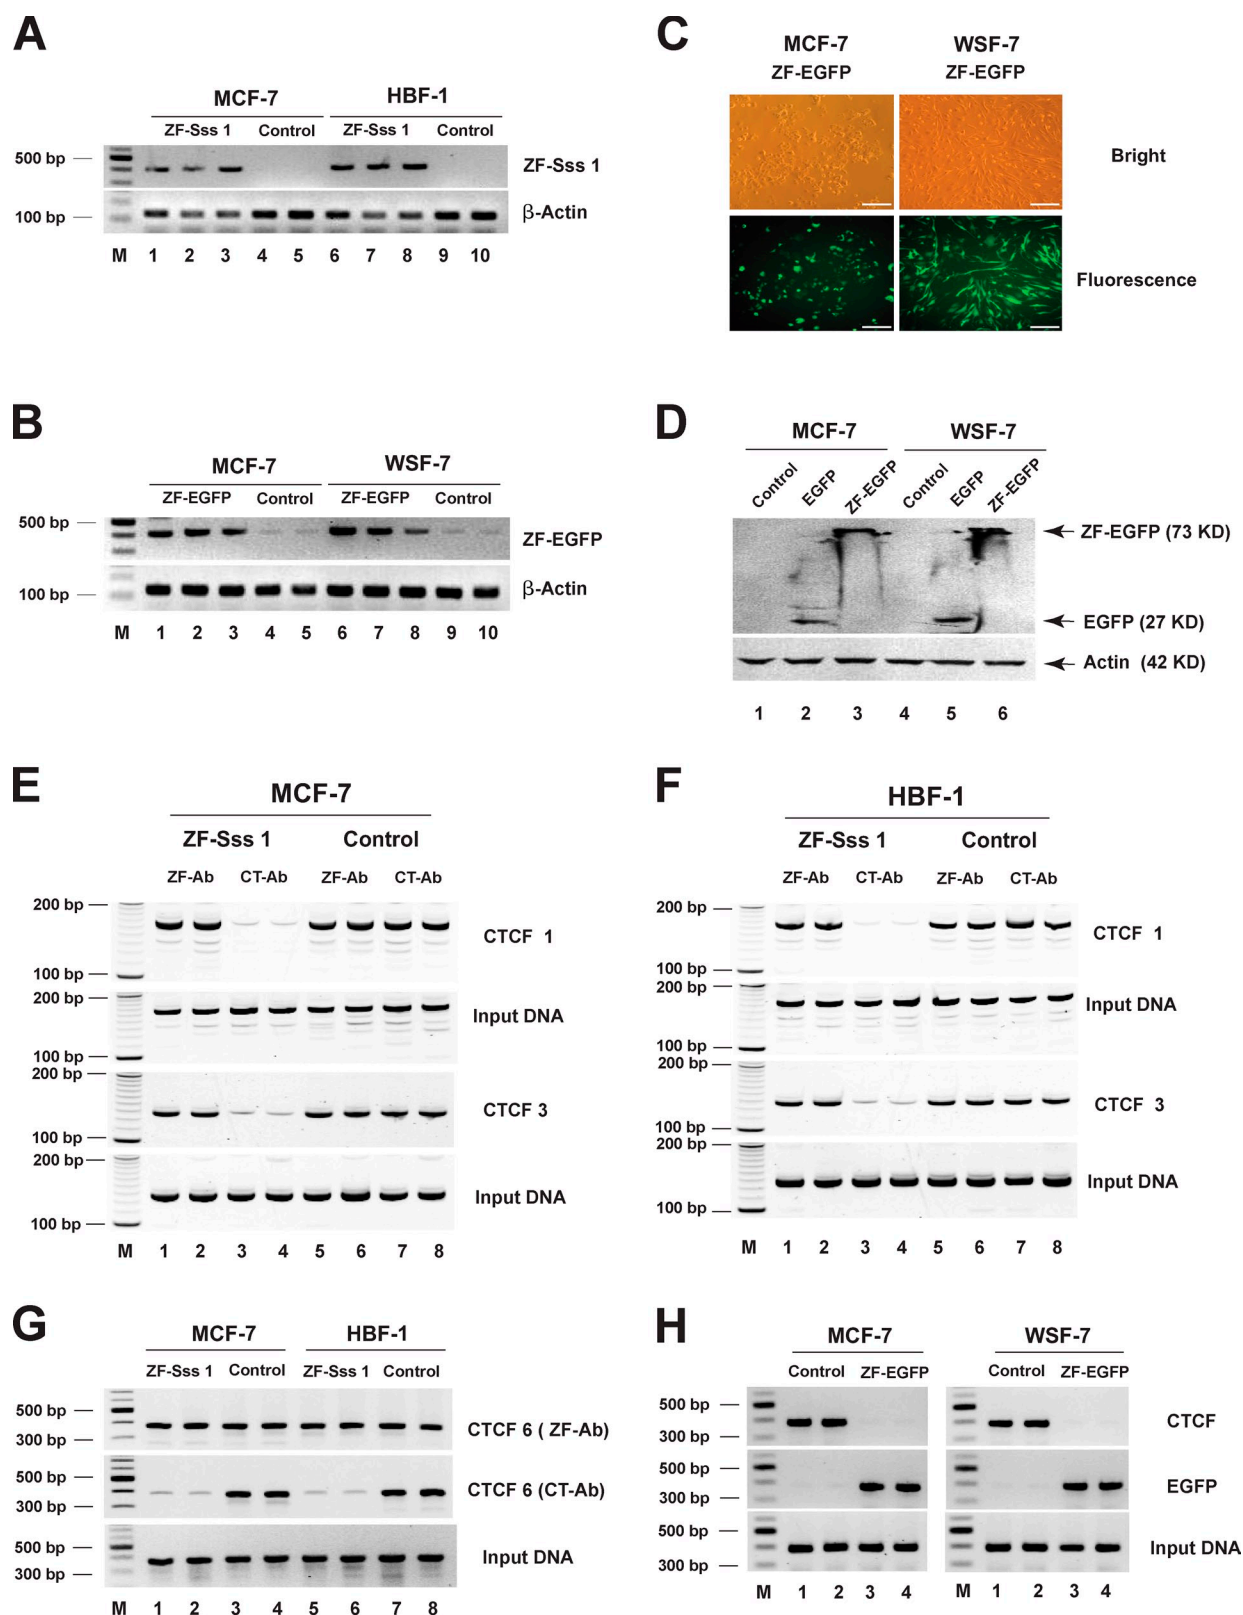 A
MCF-7 HBF-1
ZF-Sss 1 Control ZF-Sss 1 Control
500 bp ZF-Sss 1
100 bp β-Actin
M 1 2 3 4 5 6 7 8 9 10
C
MCF-7 WSF-7
ZF-EGFP ZF-EGFP
Bright
Fluorescence
B
MCF-7 WSF-7
ZF-EGFP Control ZF-EGFP Control
500 bp ZF-EGFP
100 bp β-Actin
M 1 2 3 4 5 6 7 8 9 10
D
MCF-7 WSF-7
Control EGFP ZF-EGFP Control EGFP ZF-EGFP
ZF-EGFP (73 KD)
EGFP (27 KD)
Actin (42 KD)
1 2 3 4 5 6
E
MCF-7
ZF-Sss 1 Control
ZF-Ab CT-Ab ZF-Ab CT-Ab
200 bp
CTCF 1
100 bp
200 bp
Input DNA
100 bp
200 bp
CTCF 3
100 bp
200 bp
Input DNA
100 bp
M 1 2 3 4 5 6 7 8
F
HBF-1
ZF-Sss 1 Control
ZF-Ab CT-Ab ZF-Ab CT-Ab
200 bp
CTCF 1
100 bp
200 bp
Input DNA
100 bp
200 bp
CTCF 3
100 bp
200 bp
Input DNA
100 bp
M 1 2 3 4 5 6 7 8
G
MCF-7 HBF-1
ZF-Sss 1 Control ZF-Sss 1 Control
500 bp
CTCF 6 ( ZF-Ab)
300 bp
500 bp
CTCF 6 (CT-Ab)
300 bp
500 bp
Input DNA
300 bp
M 1 2 3 4 5 6 7 8
H
MCF-7 WSF-7
Control ZF-EGFP Control ZF-EGFP
500 bp 500 bp
CTCF
300 bp 300 bp
500 bp 500 bp
EGFP
300 bp 300 bp
500 bp 500 bp
Input DNA
300 bp 300 bp
M 1 2 3 4 M 1 2 3 4